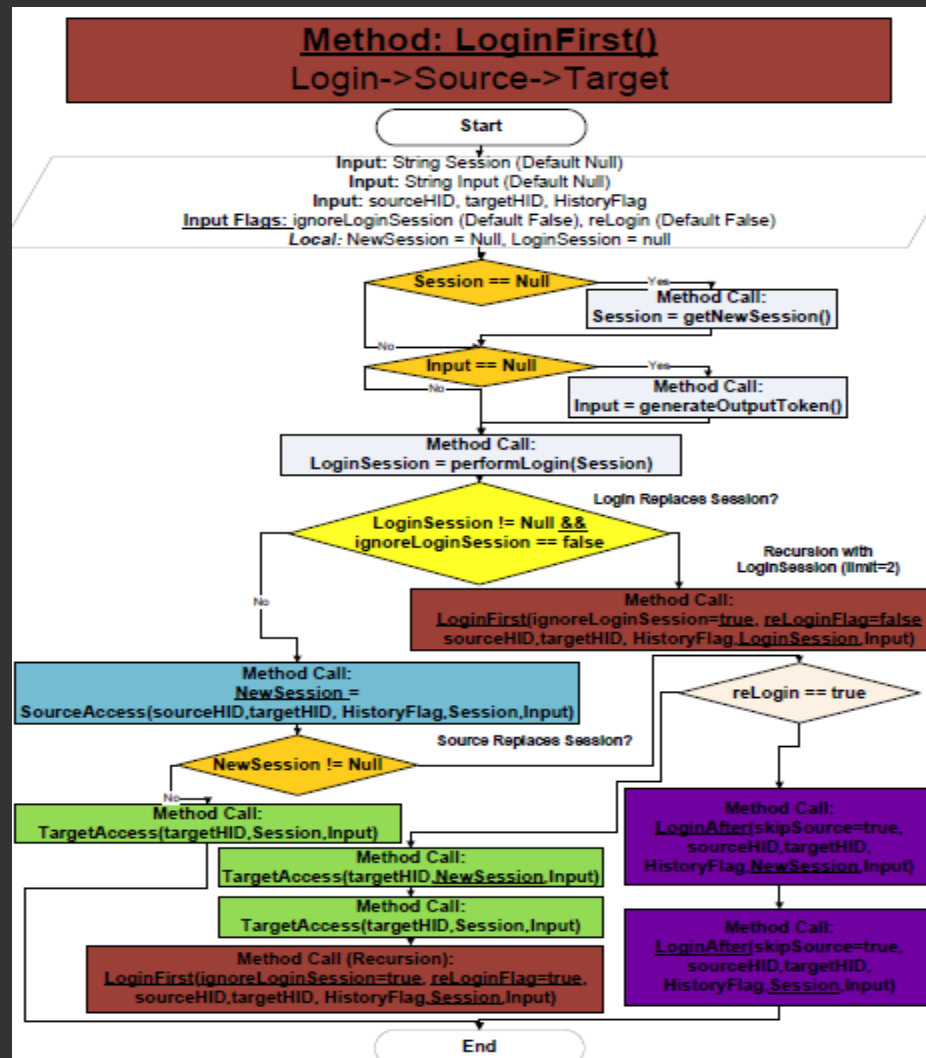 Method: LoginFirst()
Login->Source->Target
Start
Input: String Session (Default Null)
Input: String Input (Default Null)
Input: sourceHID, targetHID, HistoryFlag
Input Flags: ignoreLoginSession (Default False), reLogin (Default False)
Local: NewSession = Null, LoginSession = null
Session == Null
Yes
Method Call:
Session = getNewSession()
No
Input == Null
Yes
No
Method Call:
Input = generateOutputToken()
Method Call:
LoginSession = performLogin(Session)
Login Replaces Session?
LoginSession != Null &&
ignoreLoginSession == false
Recursion with
LoginSession (limit=2)
No
Method Call:
LoginFirst(ignoreLoginSession=true, reLoginFlag=false
sourceHID,targetHID, HistoryFlag,LoginSession,Input)
Method Call:
NewSession =
SourceAccess(sourceHID,targetHID, HistoryFlag,Session,Input)
reLogin == true
Source Replaces Session?
NewSession != Null
No
Method Call:
TargetAccess(targetHID,Session,Input)
Method Call:
LoginAfter(skipSource=true,
sourceHID,targetHID,
HistoryFlag,NewSession,Input)
Method Call:
TargetAccess(targetHID,NewSession,Input)
Method Call:
TargetAccess(targetHID,Session,Input)
Method Call:
LoginAfter(skipSource=true,
sourceHID,targetHID,
HistoryFlag,Session,Input)
Method Call (Recursion):
LoginFirst(ignoreLoginSession=true, reLoginFlag=true,
sourceHID,targetHID, HistoryFlag,Session,Input)
End